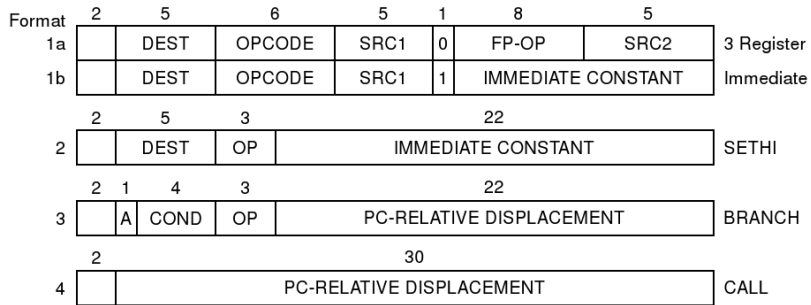 Format 2 5 6 5 1 8 5
1a DEST OPCODE SRC1 0 FP-OP SRC2 3 Register
1b DEST OPCODE SRC1 1 IMMEDIATE CONSTANT Immediate
2 5 3 22
2 DEST OP IMMEDIATE CONSTANT SETHI
2 1 4 3 22
3 A COND OP PC-RELATIVE DISPLACEMENT BRANCH
2 30
4 PC-RELATIVE DISPLACEMENT CALL